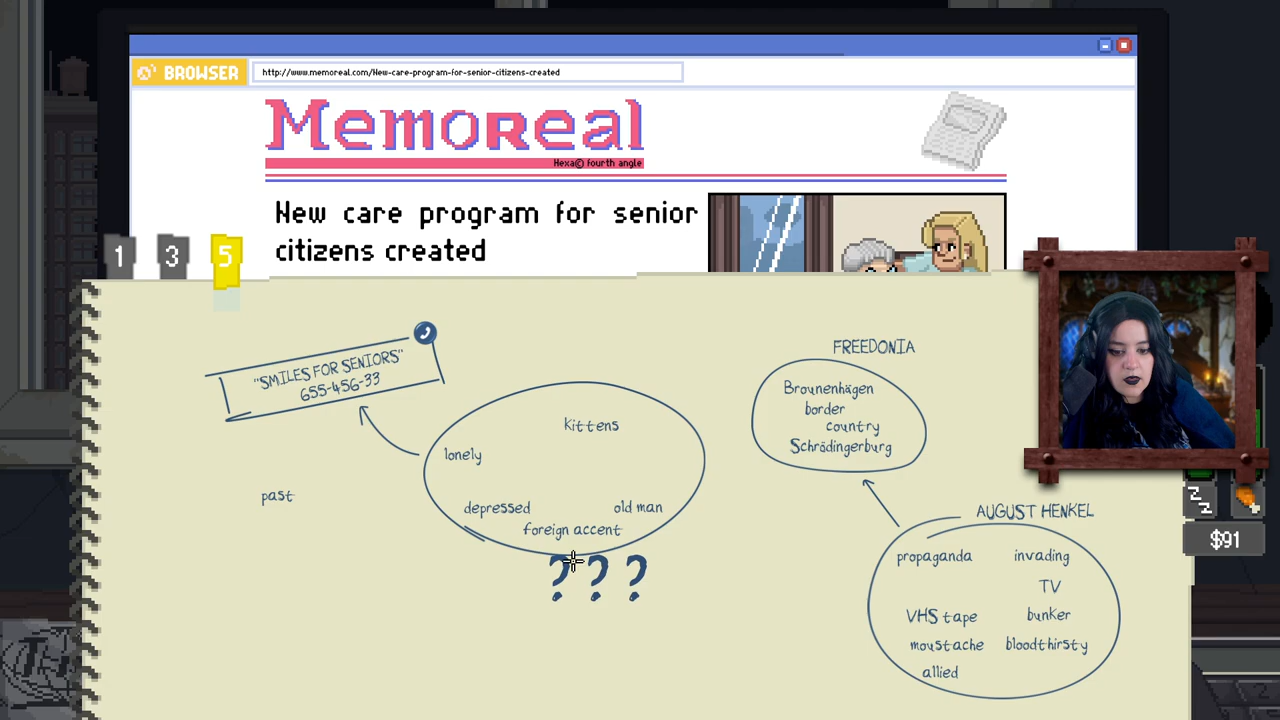 BROWSER
http://www.memoreal.com/New-care-program-for-senior-citizens-created
Memoreal
Hexa© fourth angle
New care program for senior
citizens created
1
3
5
"SMILES FOR SENIORS"
655-456-33
kittens
lonely
past
depressed
old man
foreign accent
???
FREEDONIA
Brounenhägen
border
country
Schrödingerburg
AUGUST HENKEL
propaganda
invading
TV
VHS tape
bunker
moustache
bloodthirsty
allied
$91